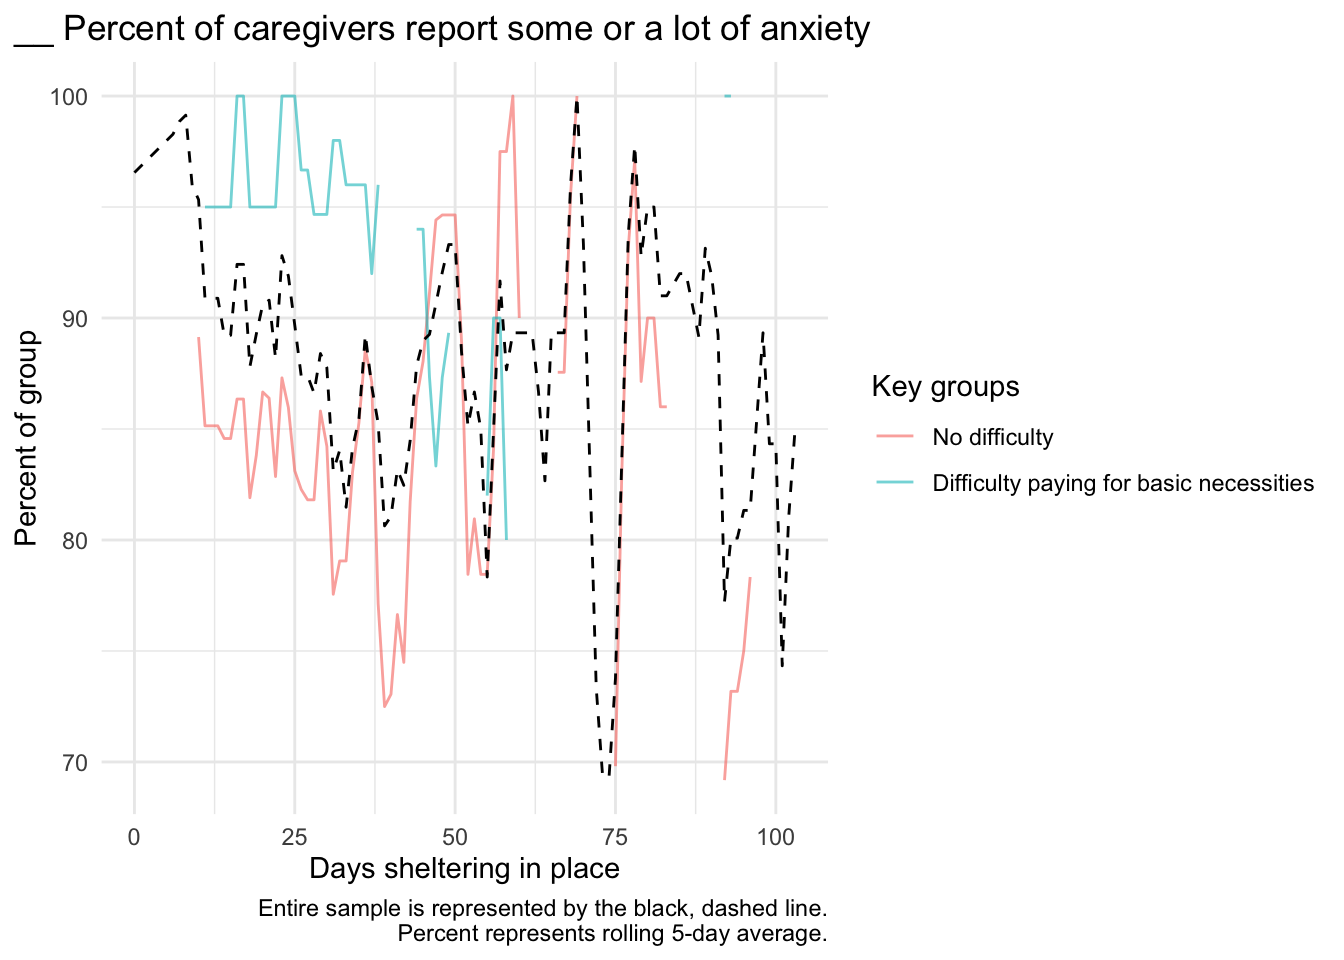 __ Percent of caregivers report some or a lot of anxiety
Percent of group
100
90
80
70
0 25 50 75 100
Days sheltering in place
Key groups
No difficulty
Difficulty paying for basic necessities
Entire sample is represented by the black, dashed line.
Percent represents rolling 5-day average.